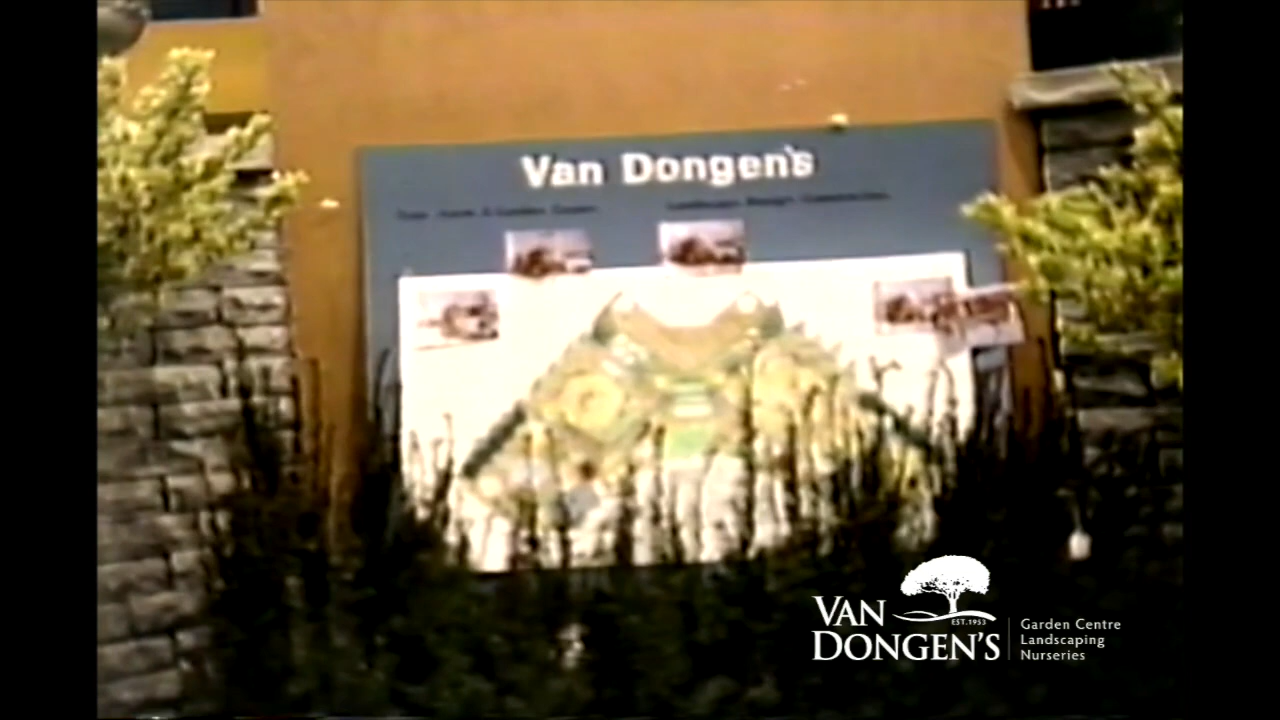 Van Dongen's
VAN
EST. 1953
DONGEN'S
Garden Centre
Landscaping
Nurseries